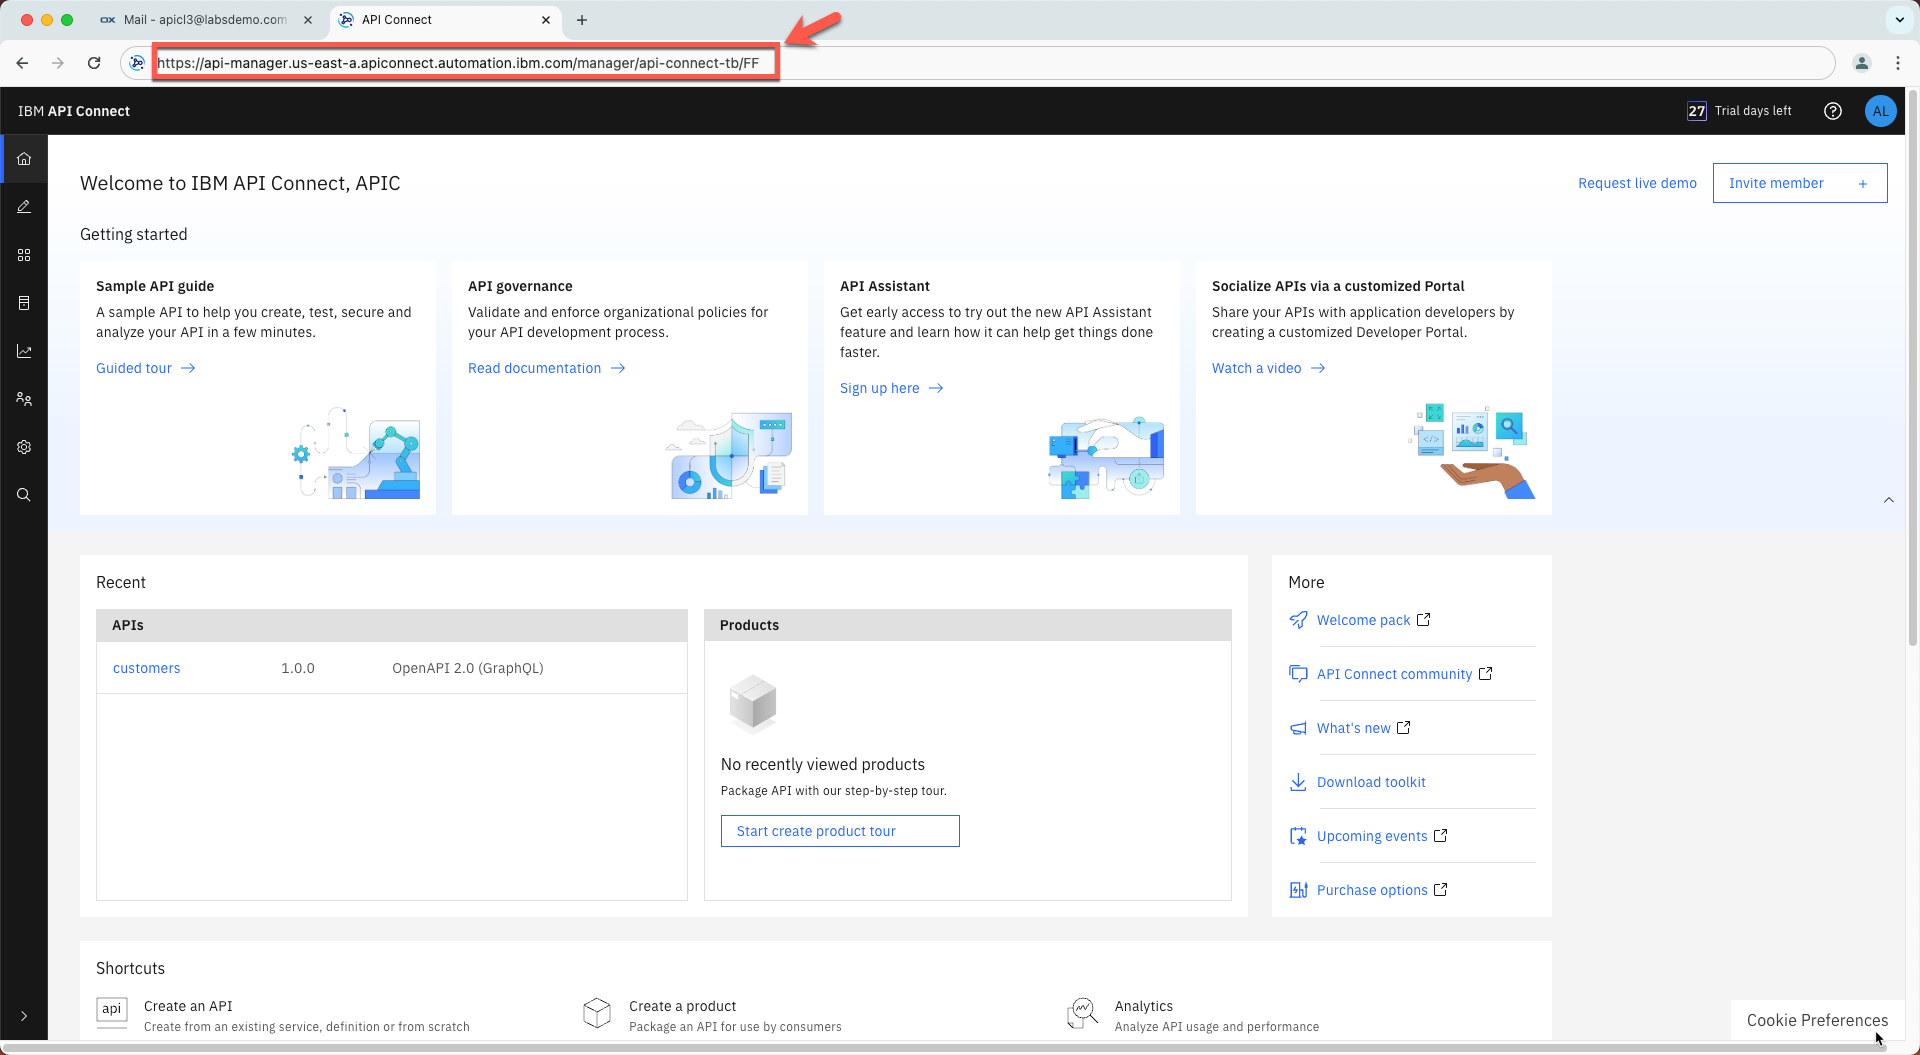 Mail - apicl3@labsdemo.com
API Connect
https://api-manager.us-east-a.apiconnect.automation.ibm.com/manager/api-connect-tb/FF
IBM API Connect
27 Trial days left
AL
Welcome to IBM API Connect, APIC
Request live demo
Invite member +
Getting started
Sample API guide
A sample API to help you create, test, secure and
analyze your API in a few minutes.
Guided tour
API governance
Validate and enforce organizational policies for
your API development process.
Read documentation
API Assistant
Get early access to try out the new API Assistant
feature and learn how it can help get things done
faster.
Sign up here
Socialize APIs via a customized Portal
Share your APIs with application developers by
creating a customized Developer Portal.
Watch a video
Recent
APIs
customers 1.0.0 OpenAPI 2.0 (GraphQL)
Products
No recently viewed products
Package API with our step-by-step tour.
Start create product tour
More
Welcome pack
API Connect community
What's new
Download toolkit
Upcoming events
Purchase options
Shortcuts
api
Create an API
Create from an existing service, definition or from scratch
Create a product
Package an API for use by consumers
Analytics
Analyze API usage and performance
Cookie Preferences